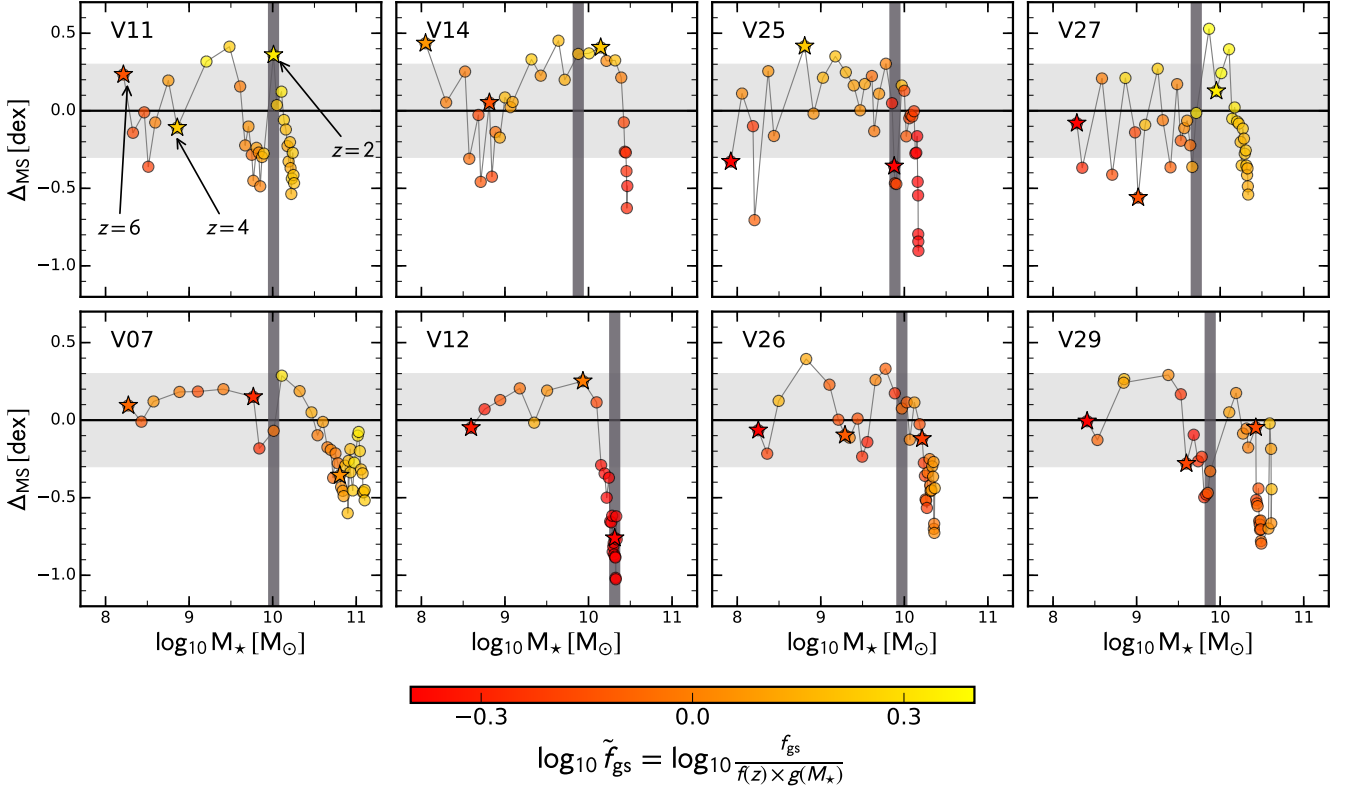 V11 V14 V25 V27
0.5
0.0
Δ_MS [dex]
−0.5
−1.0
z=6 z=4 z=2
V07 V12 V26 V29
0.5
0.0
Δ_MS [dex]
−0.5
−1.0
8 9 10 11 8 9 10 11 8 9 10 11 8 9 10 11
log₁₀ M⋆ [M⊙] log₁₀ M⋆ [M⊙] log₁₀ M⋆ [M⊙] log₁₀ M⋆ [M⊙]
−0.3 0.0 0.3
log₁₀ f̃_gs = log₁₀ f_gs / f(z)×g(M⋆)